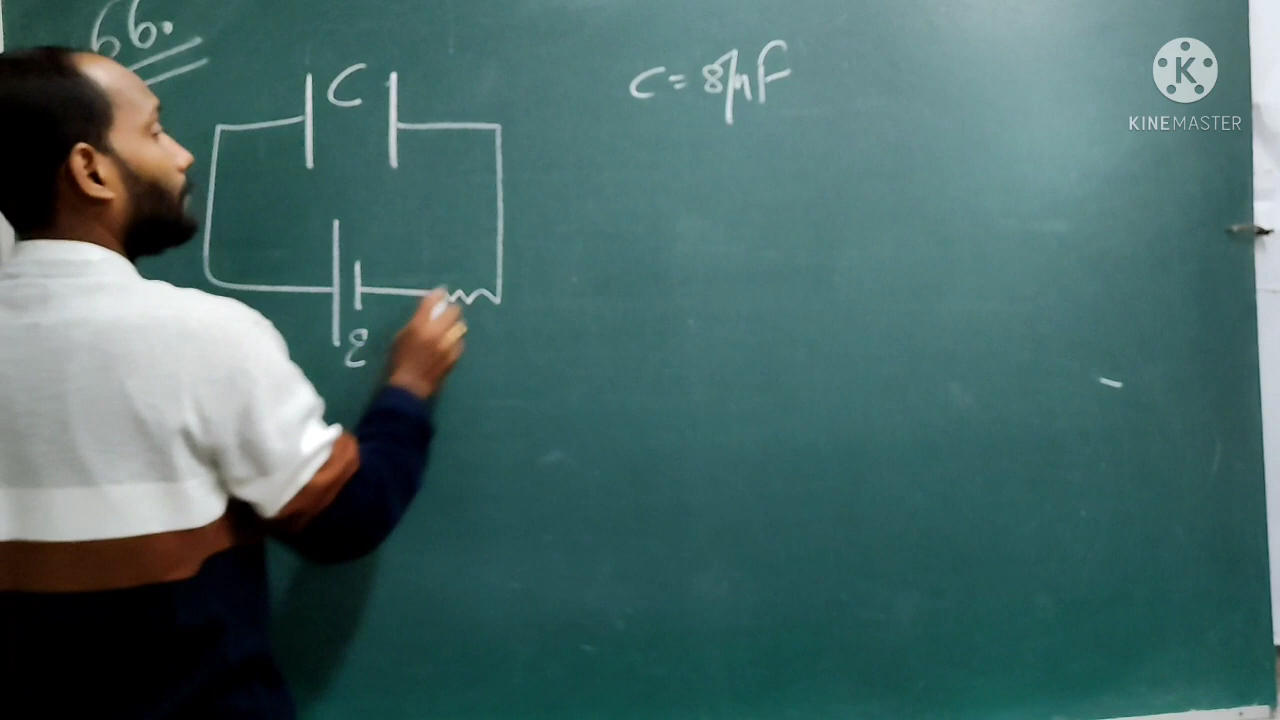 66.
C
C = 8μF
ε
K
KINEMASTER